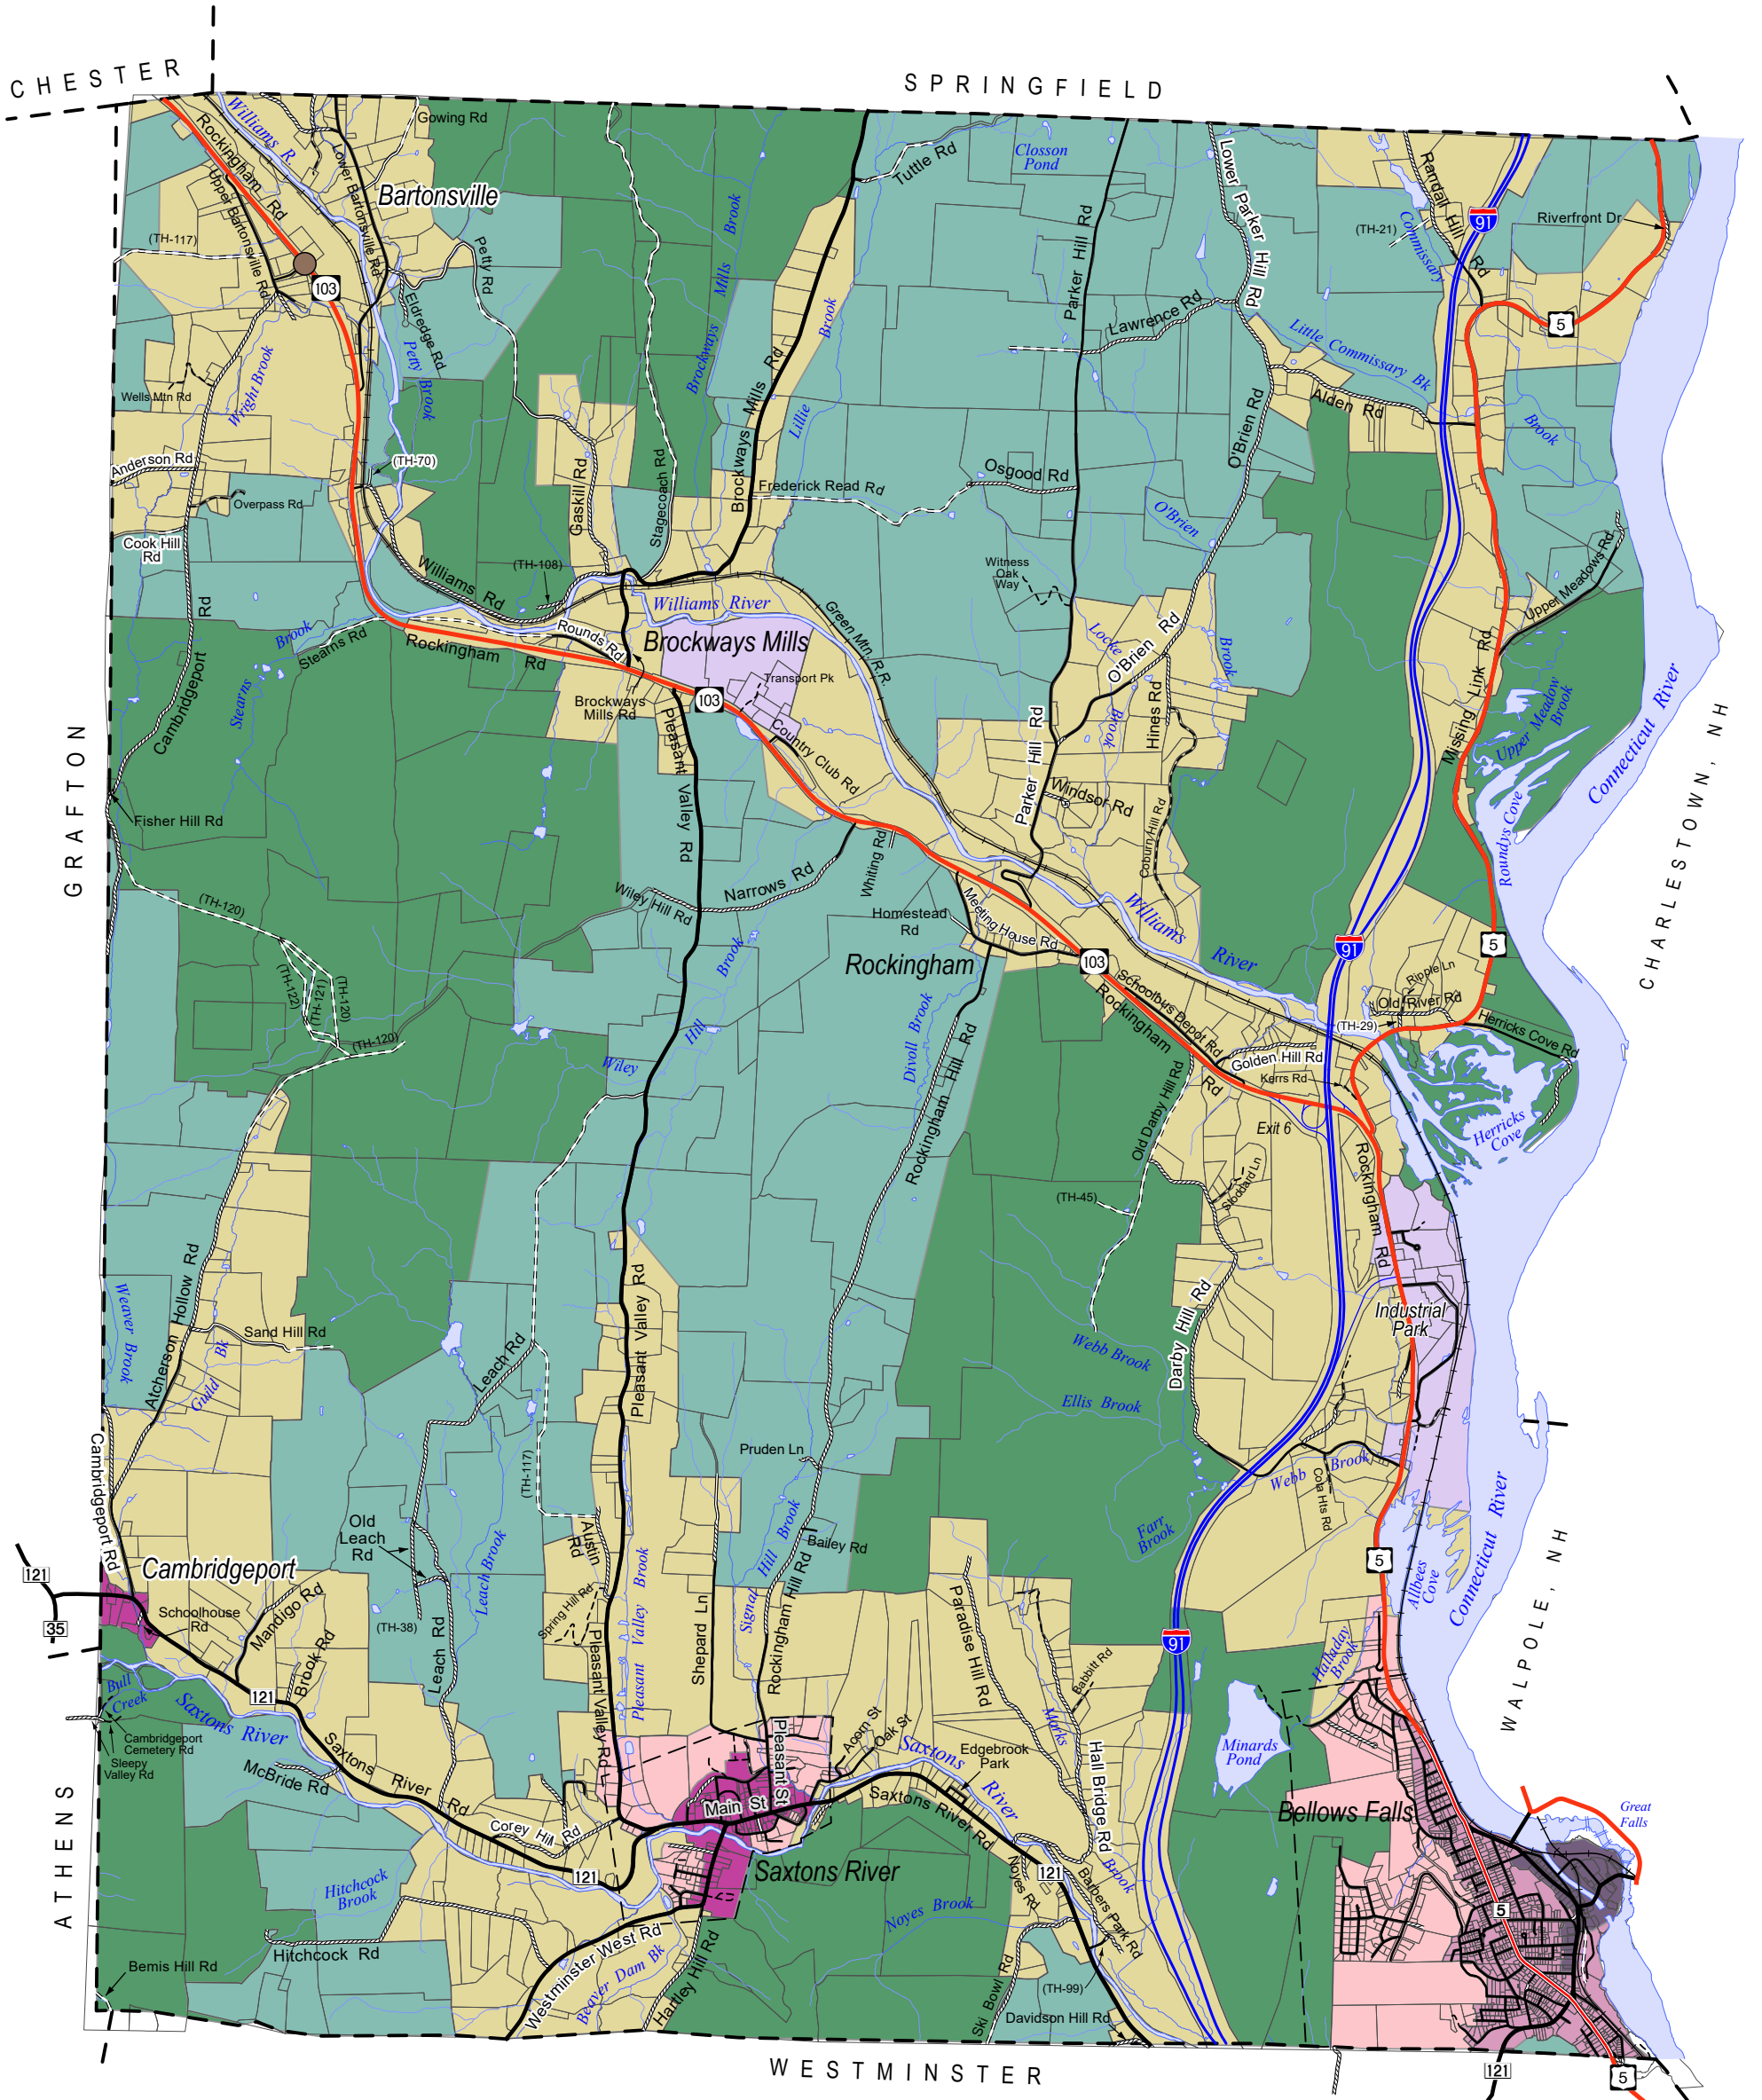 CHESTER
SPRINGFIELD
Gowing Rd
Williams R.
Rockingham Rd
Lower Bartonsville Rd
Bartonsville
Upper Bartonsville Rd
(TH-117)
103
Petty Rd
Eldredge Rd
Petty Brook
Wright Brook
Wells Mtn Rd
Anderson Rd
Overpass Rd
(TH-70)
Cook Hill
Rd
Tuttle Rd
Closson
Pond
Brockways Mills Brook
Lillie Brook
Brockways Mills Rd
Stagecoach Rd
Gaskill Rd
Frederick Read Rd
Osgood Rd
Parker Hill Rd
Lawrence Rd
Lower Parker Hill Rd
Randall Hill Rd
(TH-21)
Commissary Brook
91
Riverfront Dr
5
Little Commissary Bk
Alden Rd
O'Brien Rd
O'Brien Brook
Witness
Oak
Way
Upper Meadows Rd
Missing Link Rd
Upper Meadow
Brook
Connecticut River
CHARLESTOWN, NH
Roundys Cove
Williams Rd
(TH-108)
Williams River
Green Mtn. R.R.
Brockways Mills
Rounds Rd
Rockingham Rd
Stearns Rd
Stearns Brook
Cambridgeport Rd
Brockways
Mills Rd
103
Transport Pk
Country Club Rd
Pleasant Valley Rd
Locke Brook
O'Brien Rd
Hines Rd
Parker Hill Rd
Windsor Rd
Coburn Hill Rd
GRAFTON
Fisher Hill Rd
(TH-120)
(TH-122)
(TH-121)
(TH-120)
(TH-120)
Wiley Hill Rd
Narrows Rd
Whiting Rd
Homestead
Rd
Meeting House Rd
Rockingham
Williams River
91
5
103
Schoolbus Depot Rd
Rockingham Rd
Ripple Ln
Old River Rd
(TH-29)
Herricks Cove Rd
Golden Hill Rd
Kerrs Rd
Herricks
Cove
Exit 6
Wiley Hill Brook
Divoll Brook
Rockingham Hill Rd
Old Darby Hill Rd
(TH-45)
Stoddard Ln
Rockingham Rd
Darby Hill Rd
Industrial
Park
Webb Brook
Ellis Brook
Weaver Brook
Atcherson Hollow Rd
Sand Hill Rd
Guild Bk
Leach Rd
Pleasant Valley Rd
Pruden Ln
Webb Brook
Cota Hts Rd
Cambridgeport Rd
(TH-117)
Old
Leach
Rd
Leach Brook
Austin
Rd
Signal Hill Brook
Bailey Rd
Farr
Brook
5
Albees
Cove
Connecticut River
WALPOLE, NH
121
35
Cambridgeport
Schoolhouse
Rd
Mandigo Rd
Brook Rd
(TH-38)
Leach Rd
Spring Hill Rd
Pleasant Valley Rd
Pleasant Valley Brook
Shepard Ln
Rockingham Hill Rd
Paradise Hill Rd
Babbitt Rd
91
Halladay
Brook
Bull
Creek
Saxtons River
121
Cambridgeport
Cemetery Rd
Sleepy
Valley Rd
McBride Rd
Saxtons River Rd
Corey Hill Rd
Pleasant St
Main St
Acorn St
Oak St
Saxtons River
Edgebrook
Park
Saxtons River Rd
Morks Brook
Hall Bridge Rd
Minards
Pond
Bellows Falls
Great
Falls
ATHENS
Hitchcock
Brook
121
Saxtons River
Noyes Rd
121
Barbers Park Rd
Noyes Brook
5
Hitchcock Rd
Bemis Hill Rd
Westminster West Rd
Beaver Dam Bk
Hartley Hill Rd
Ski Bowl Rd
(TH-99)
Davidson Hill Rd
WESTMINSTER
121
5